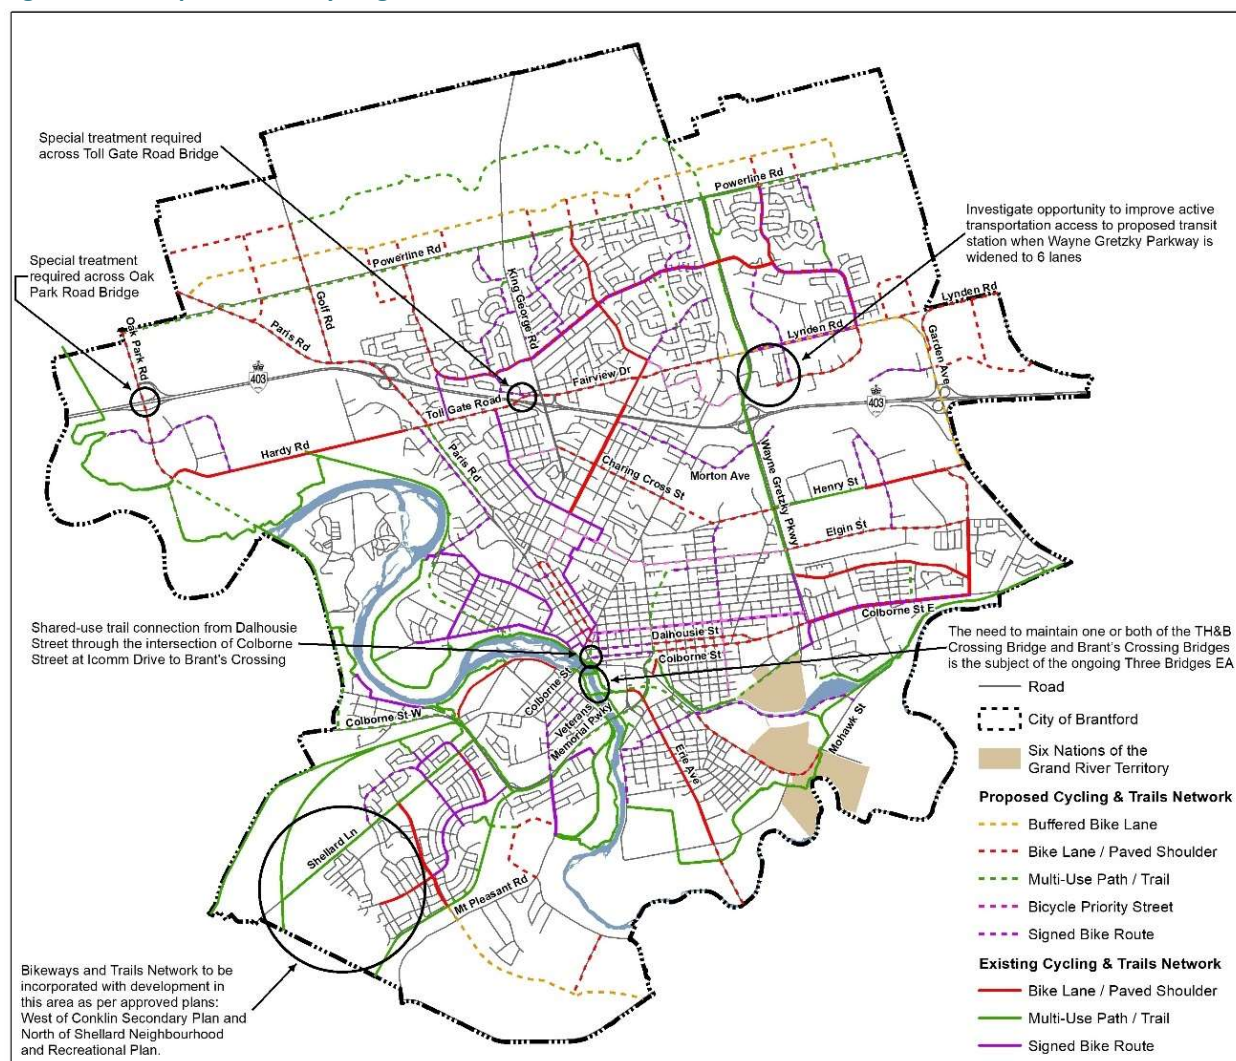 Special treatment required
across Toll Gate Road Bridge
Powerline Rd
Investigate opportunity to improve active
transportation access to proposed transit
station when Wayne Gretzky Parkway is
widened to 6 lanes
Special treatment
required across Oak
Park Road Bridge
Powerline Rd
King George Rd
Golf Rd
Oak Park Rd
Paris Rd
Lynden Rd
Lynden Rd
Garden Ave
403
Fairview Dr
403
Toll Gate Road
Hardy Rd
Paris Rd
Charing Cross St
Morton Ave
Wayne Gretzky Pkwy
Henry St
Elgin St
Colborne St E
Shared-use trail connection from Dalhousie
Street through the intersection of Colborne
Street at Icomm Drive to Brant's Crossing
Dalhousie St
Colborne St
The need to maintain one or both of the TH&B
Crossing Bridge and Brant's Crossing Bridges
is the subject of the ongoing Three Bridges EA
Colborne St
Colborne St W
Veterans
Memorial Pwky
Erie Ave
Mohawk St
Shellard Ln
Mt Pleasant Rd
Bikeways and Trails Network to be
incorporated with development in
this area as per approved plans:
West of Conklin Secondary Plan and
North of Shellard Neighbourhood
and Recreational Plan.
Road
City of Brantford
Six Nations of the
Grand River Territory
Proposed Cycling & Trails Network
Buffered Bike Lane
Bike Lane / Paved Shoulder
Multi-Use Path / Trail
Bicycle Priority Street
Signed Bike Route
Existing Cycling & Trails Network
Bike Lane / Paved Shoulder
Multi-Use Path / Trail
Signed Bike Route